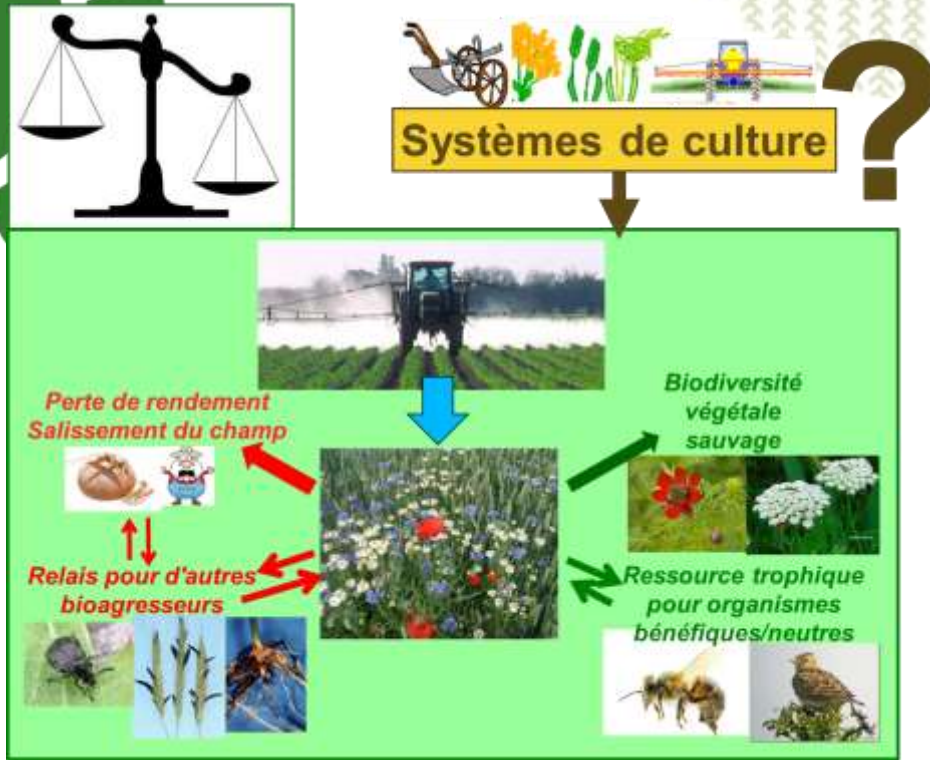 Systèmes de culture
?
Perte de rendement
Salissement du champ
Biodiversité
végétale
sauvage
Relais pour d'autres
bioagresseurs
Ressource trophique
pour organismes
bénéfiques/neutres